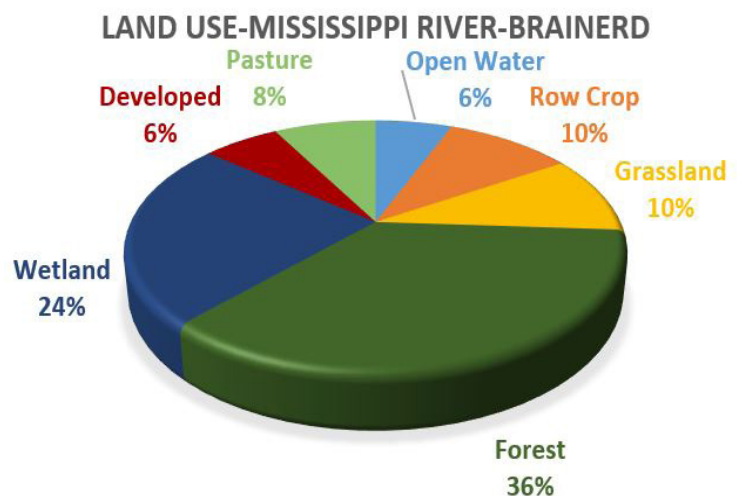 LAND USE-MISSISSIPPI RIVER-BRAINERD
Pasture
8%
Open Water
6%
Developed
6%
Row Crop
10%
Grassland
10%
Wetland
24%
Forest
36%